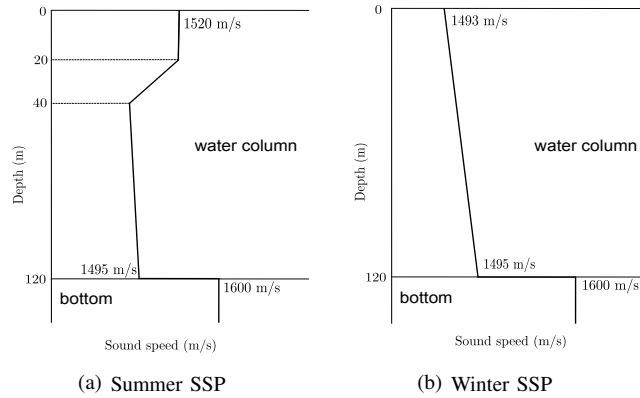 0
1520 m/s
20
40
Depth (m)
water column
1495 m/s
120
1600 m/s
bottom
Sound speed (m/s)
(a) Summer SSP
0
1493 m/s
Depth (m)
water column
1495 m/s
120
1600 m/s
bottom
Sound speed (m/s)
(b) Winter SSP